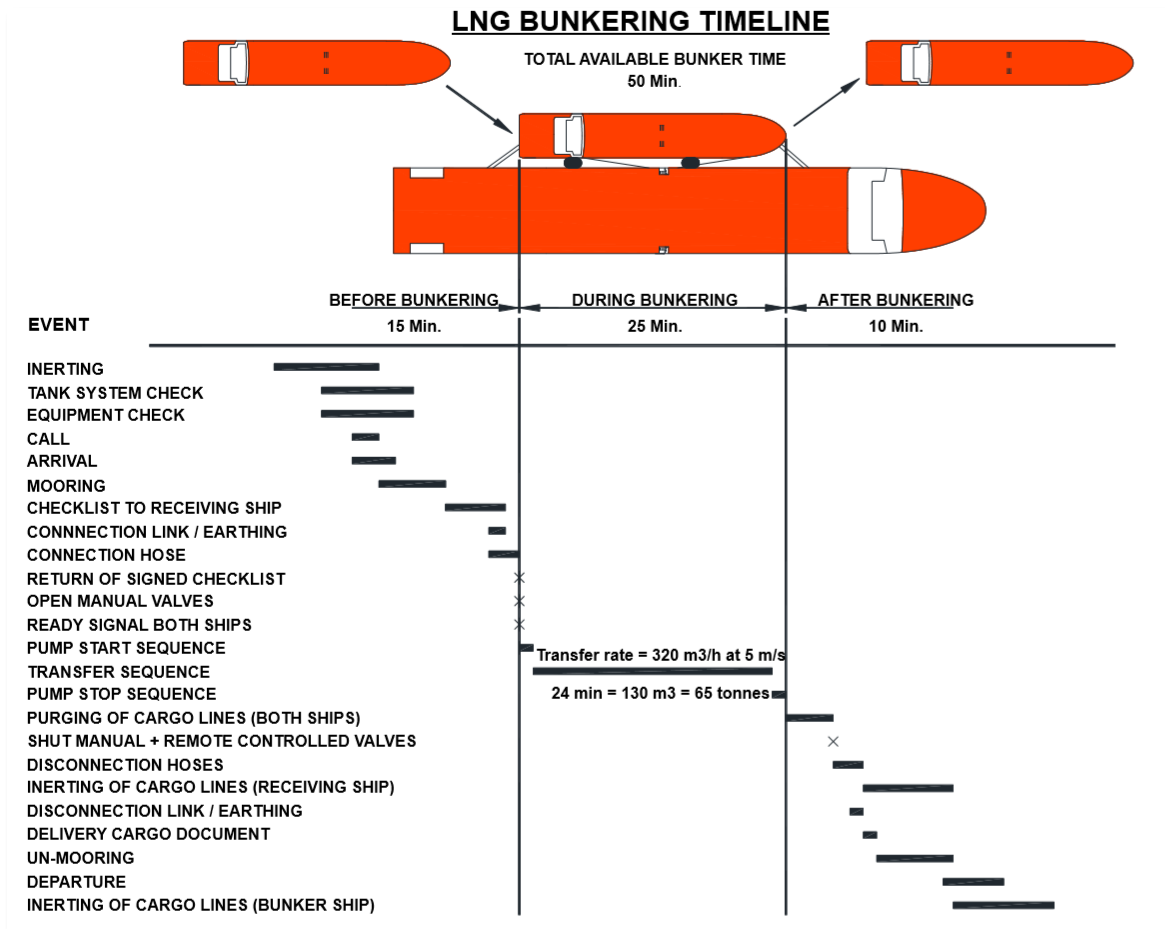 LNG BUNKERING TIMELINE
TOTAL AVAILABLE BUNKER TIME
50 Min.
BEFORE BUNKERING DURING BUNKERING AFTER BUNKERING
EVENT 15 Min. 25 Min. 10 Min.
INERTING
TANK SYSTEM CHECK
EQUIPMENT CHECK
CALL
ARRIVAL
MOORING
CHECKLIST TO RECEIVING SHIP
CONNNECTION LINK / EARTHING
CONNECTION HOSE
RETURN OF SIGNED CHECKLIST
OPEN MANUAL VALVES
READY SIGNAL BOTH SHIPS
PUMP START SEQUENCE
Transfer rate = 320 m3/h at 5 m/s
TRANSFER SEQUENCE
PUMP STOP SEQUENCE 24 min = 130 m3 = 65 tonnes
PURGING OF CARGO LINES (BOTH SHIPS)
SHUT MANUAL + REMOTE CONTROLLED VALVES
DISCONNECTION HOSES
INERTING OF CARGO LINES (RECEIVING SHIP)
DISCONNECTION LINK / EARTHING
DELIVERY CARGO DOCUMENT
UN-MOORING
DEPARTURE
INERTING OF CARGO LINES (BUNKER SHIP)